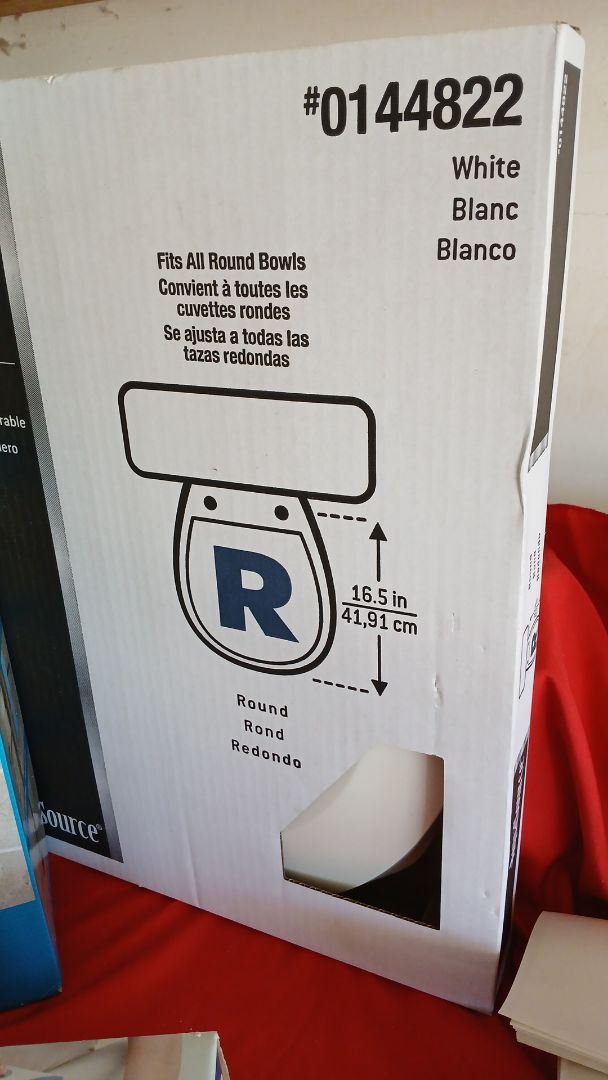 #0144822
White
Blanc
Blanco
Fits All Round Bowls
Convient à toutes les
cuvettes rondes
Se ajusta a todas las
tazas redondas
R
16.5 in
41,91 cm
Round
Rond
Redondo
Source®
#0144822